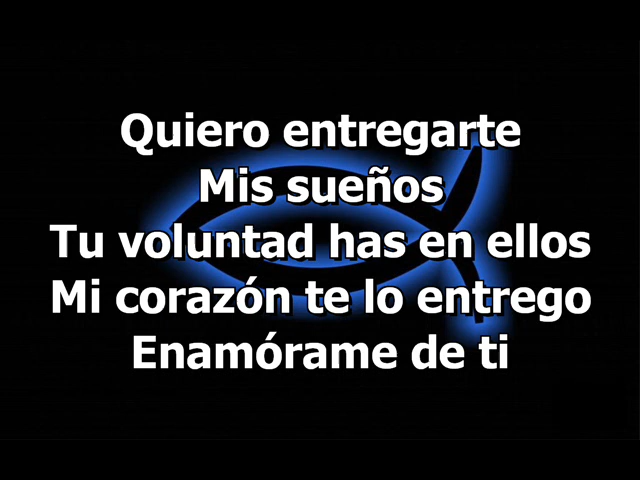 Quiero entregarte
Mis sueños
Tu voluntad has en ellos
Mi corazón te lo entrego
Enamórame de ti